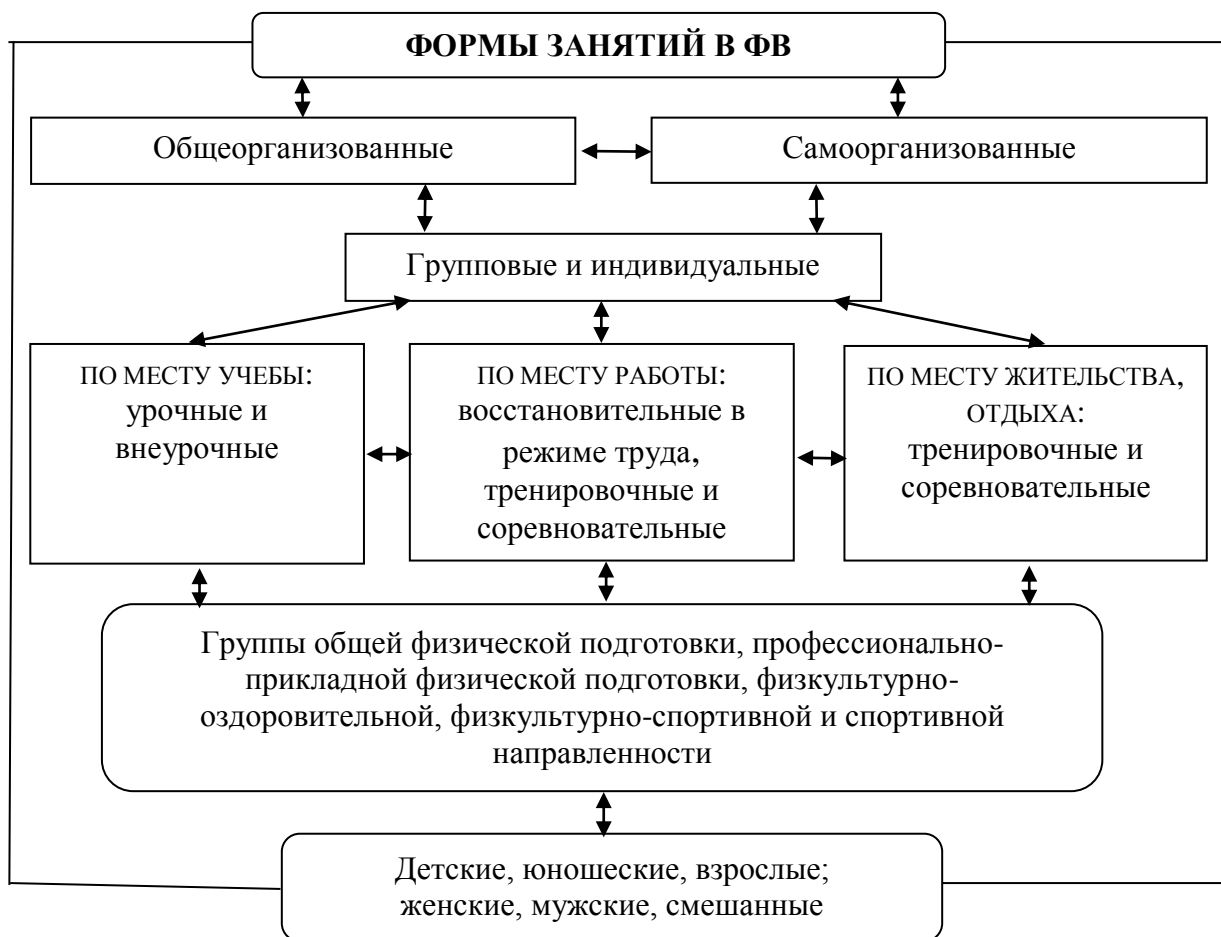 ФОРМЫ ЗАНЯТИЙ В ФВ
Общеорганизованные
Самоорганизованные
Групповые и индивидуальные
ПО МЕСТУ УЧЕБЫ:
урочные и
внеурочные
ПО МЕСТУ РАБОТЫ:
восстановительные в
режиме труда,
тренировочные и
соревновательные
ПО МЕСТУ ЖИТЕЛЬСТВА,
ОТДЫХА:
тренировочные и
соревновательные
Группы общей физической подготовки, профессионально-
прикладной физической подготовки, физкультурно-
оздоровительной, физкультурно-спортивной и спортивной
направленности
Детские, юношеские, взрослые;
женские, мужские, смешанные